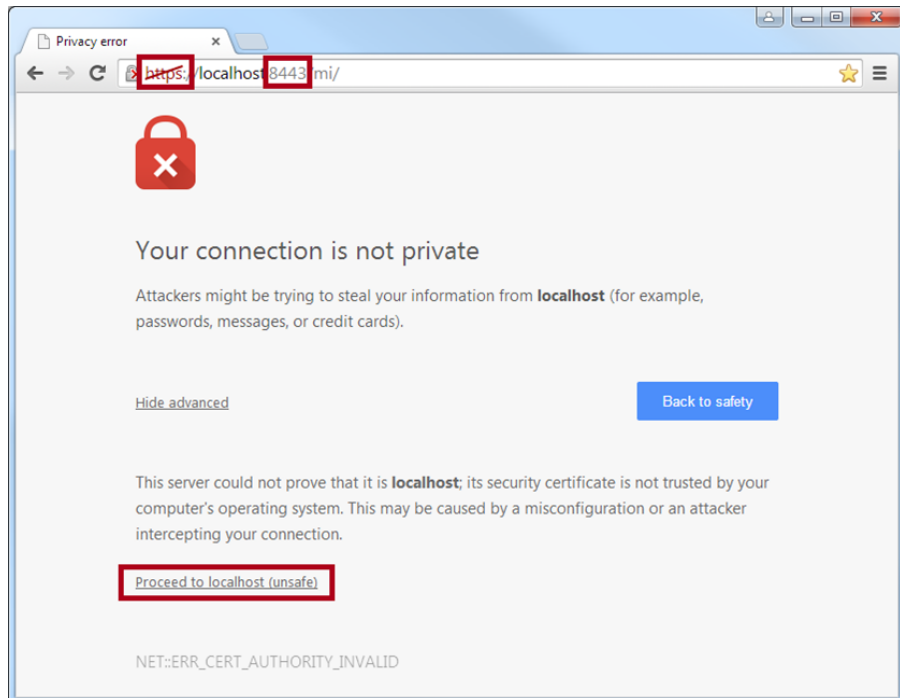 Privacy error
https://localhost:8443/mi/
Your connection is not private
Attackers might be trying to steal your information from localhost (for example,
passwords, messages, or credit cards).
Hide advanced
Back to safety
This server could not prove that it is localhost; its security certificate is not trusted by your
computer's operating system. This may be caused by a misconfiguration or an attacker
intercepting your connection.
Proceed to localhost (unsafe)
NET::ERR_CERT_AUTHORITY_INVALID